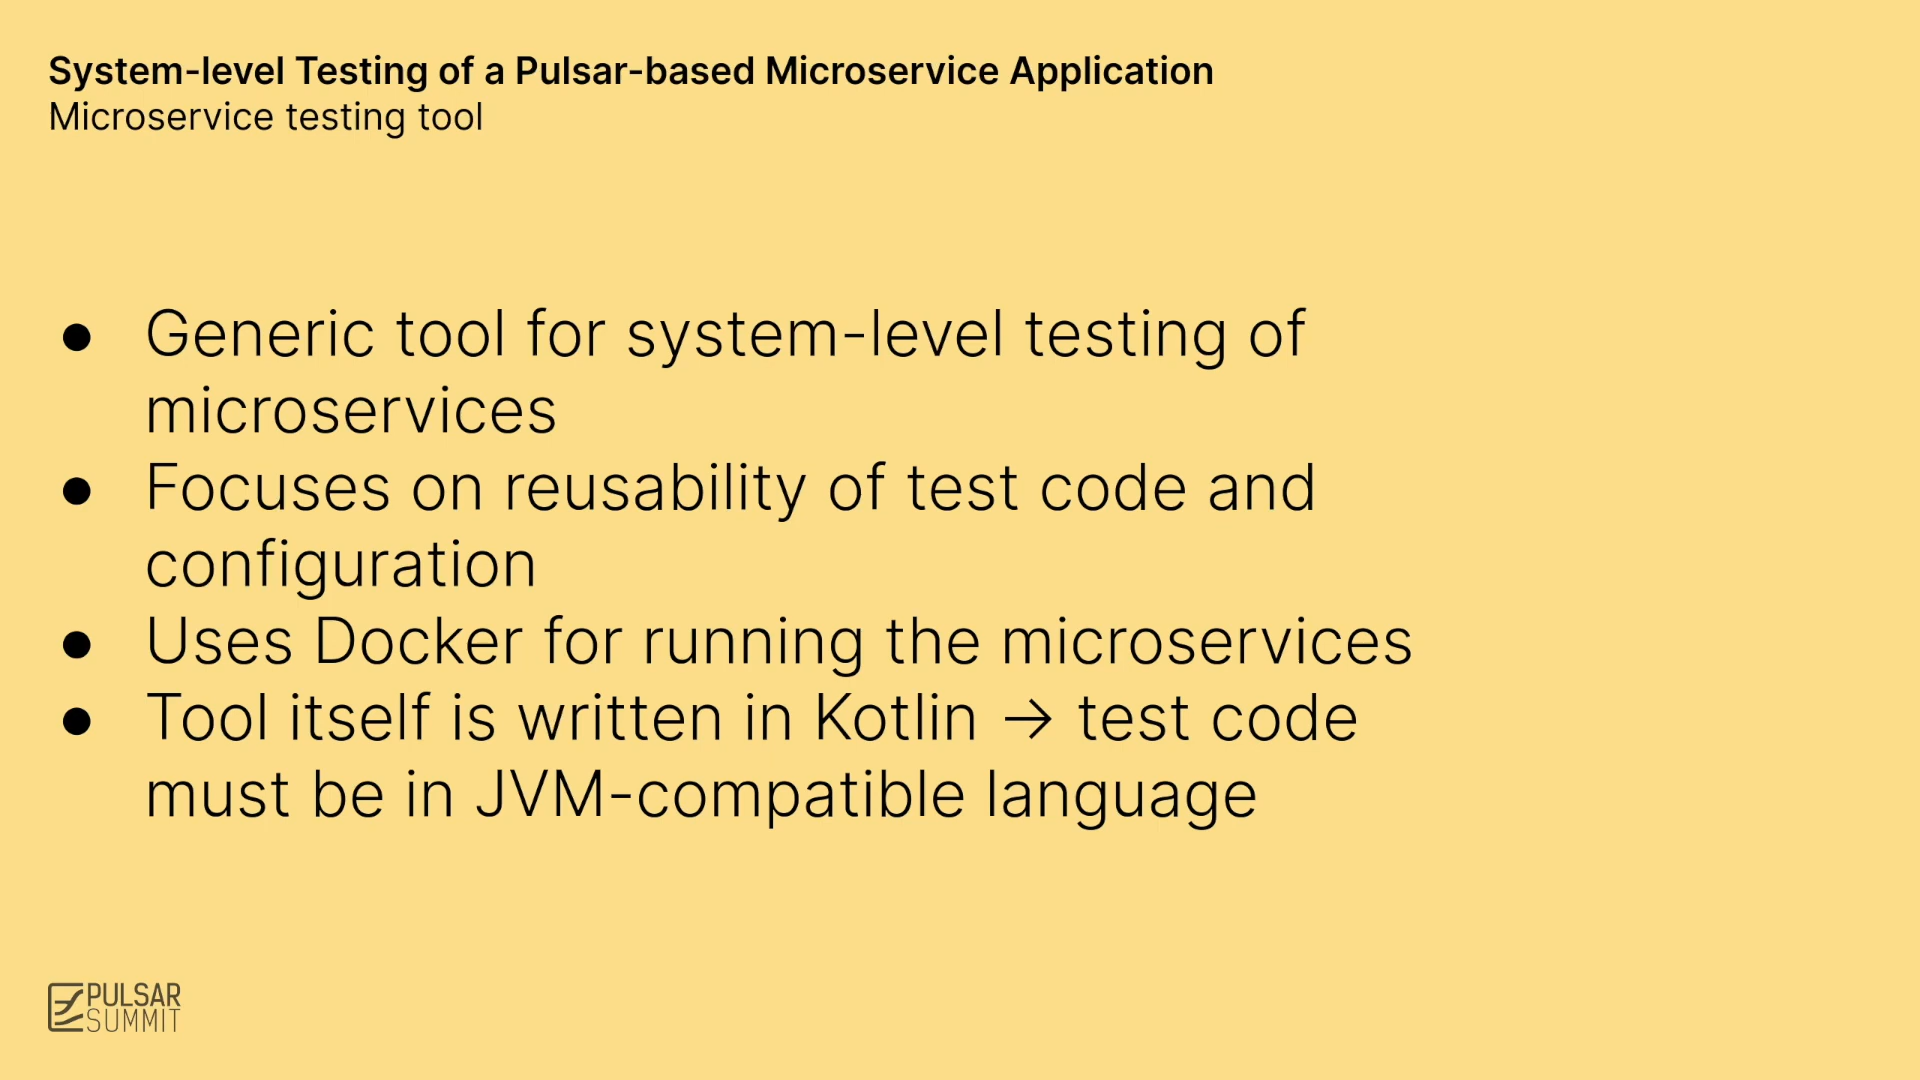 System-level Testing of a Pulsar-based Microservice Application
Microservice testing tool
● Generic tool for system-level testing of
microservices
● Focuses on reusability of test code and
configuration
● Uses Docker for running the microservices
● Tool itself is written in Kotlin → test code
must be in JVM-compatible language
PULSAR
SUMMIT